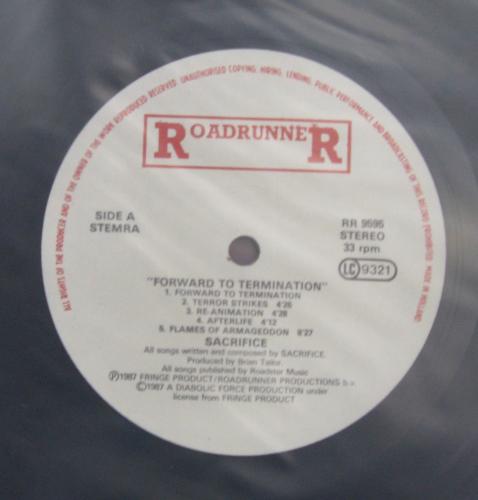 ALL RIGHTS OF THE PRODUCER AND OF THE OWNER OF THE WORK REPRODUCED RESERVED. UNAUTHORISED COPYING, HIRING, LENDING, PUBLIC PERFORMANCE AND BROADCASTING OF THIS RECORD PROHIBITED. MADE IN HOLLAND
ROADRUNNER
SIDE A
STEMRA
RR 9595
STEREO
33 rpm
LC 9321
"FORWARD TO TERMINATION"
1. FORWARD TO TERMINATION
2. TERROR STRIKES 4'26
3. RE-ANIMATION 4'28
4. AFTERLIFE 4'12
5. FLAMES OF ARMAGEDDON 8'27
SACRIFICE
All songs written and composed by SACRIFICE.
Produced by Brian Taylor.
All songs published by Roadster Music
Ⓟ1987 FRINGE PRODUCT/ROADRUNNER PRODUCTIONS b.v.
©1987 A DIABOLIC FORCE PRODUCTION under
license from FRINGE PRODUCT